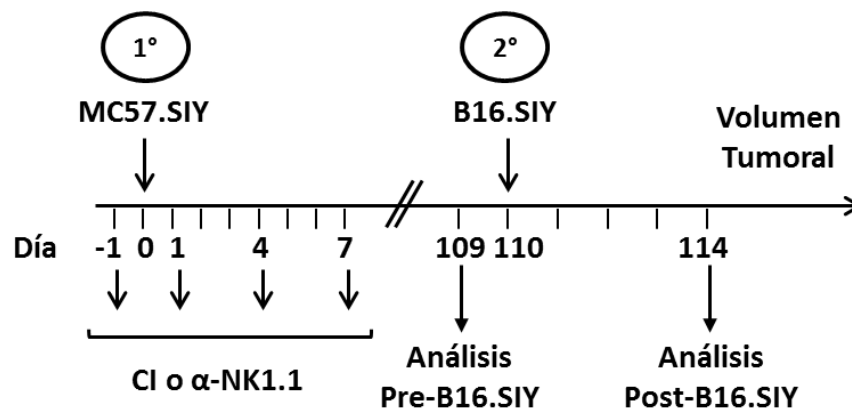 1°
2°
MC57.SIY
B16.SIY
Volumen
Tumoral
Día
-1 0 1 4 7 109 110 114
CI o α-NK1.1
Análisis
Pre-B16.SIY
Análisis
Post-B16.SIY